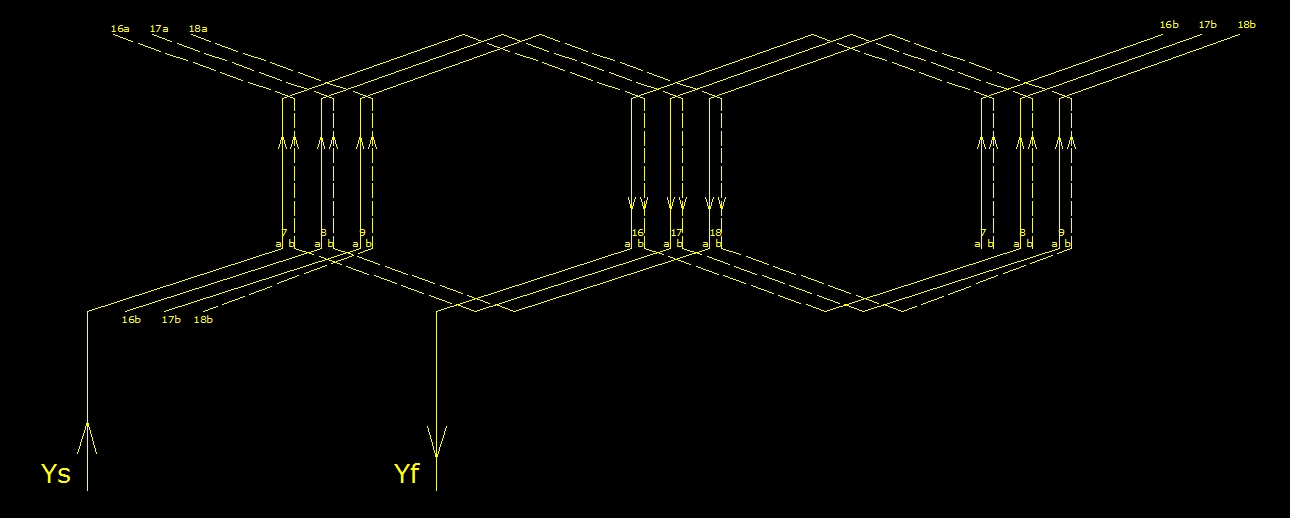 16a 17a 18a
16b 17b 18b
7 8 9
a b a b a b
16 17 18
a b a b a b
7 8 9
a b a b a b
16b 17b 18b
Ys
Yf